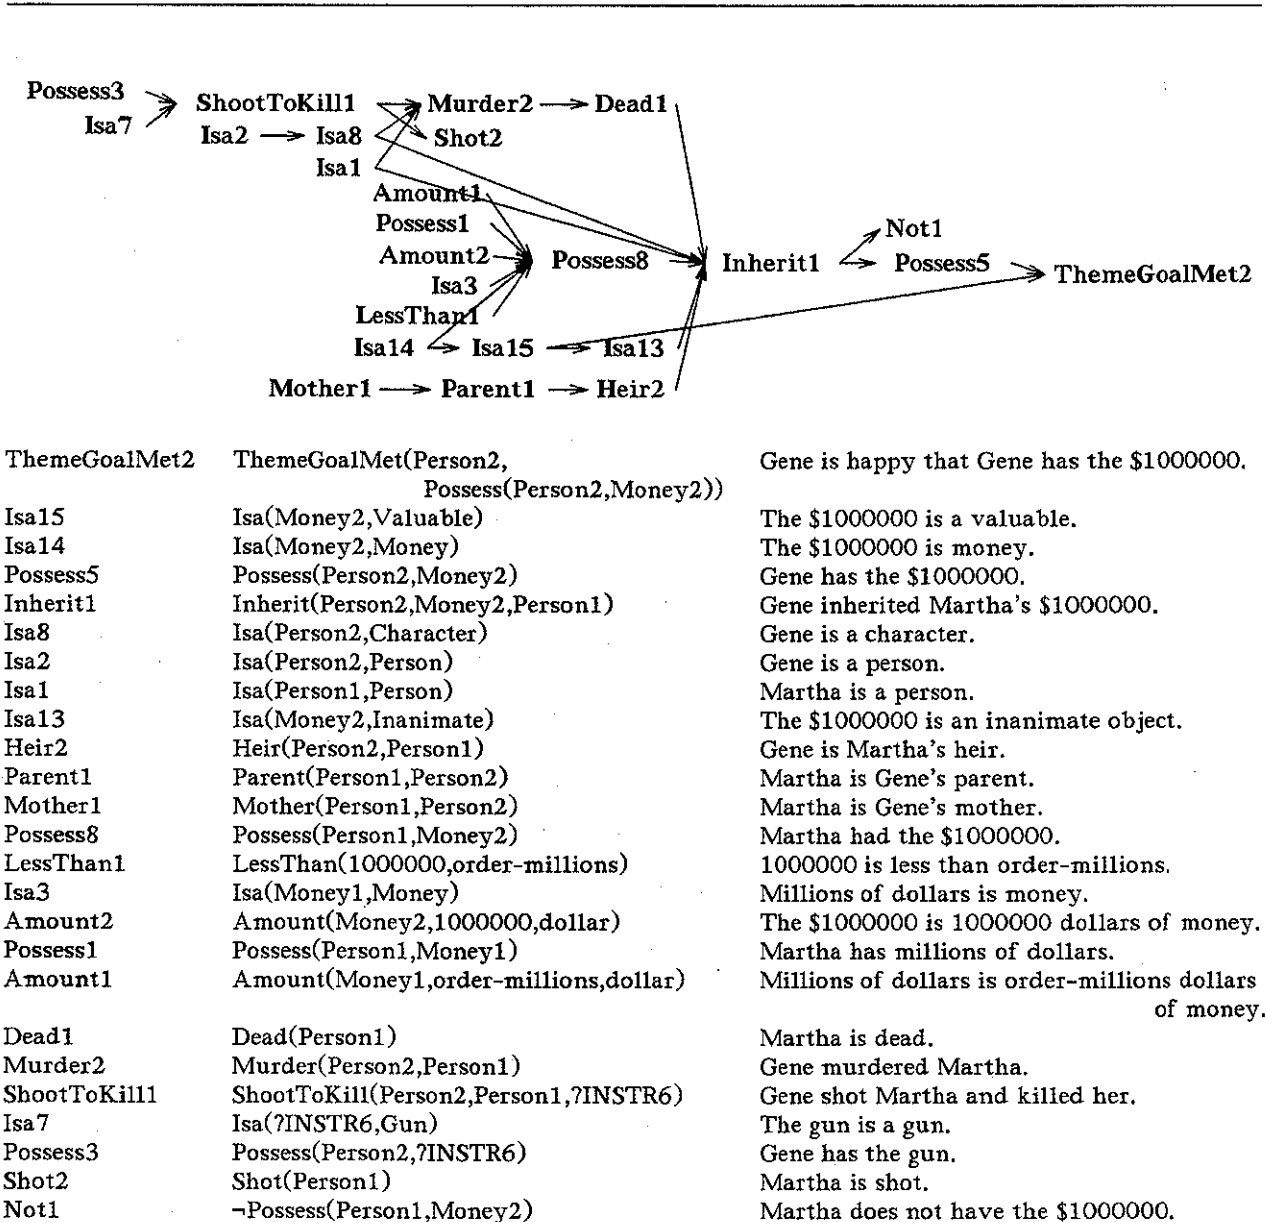 Possess3
ShootToKill1 Murder2 Dead1
Isa7
Isa2 Isa8 Shot2
Isa1
Amount1
Possess1
Not1
Amount2 Possess8 Inherit1 Possess5
ThemeGoalMet2
Isa3
LessThan1
Isa14 Isa15 Isa13
Mother1 Parent1 Heir2
ThemeGoalMet2 ThemeGoalMet(Person2, Gene is happy that Gene has the $1000000.
Possess(Person2,Money2))
Isa15 Isa(Money2,Valuable) The $1000000 is a valuable.
Isa14 Isa(Money2,Money) The $1000000 is money.
Possess5 Possess(Person2,Money2) Gene has the $1000000.
Inherit1 Inherit(Person2,Money2,Person1) Gene inherited Martha's $1000000.
Isa8 Isa(Person2,Character) Gene is a character.
Isa2 Isa(Person2,Person) Gene is a person.
Isa1 Isa(Person1,Person) Martha is a person.
Isa13 Isa(Money2,Inanimate) The $1000000 is an inanimate object.
Heir2 Heir(Person2,Person1) Gene is Martha's heir.
Parent1 Parent(Person1,Person2) Martha is Gene's parent.
Mother1 Mother(Person1,Person2) Martha is Gene's mother.
Possess8 Possess(Person1,Money2) Martha had the $1000000.
LessThan1 LessThan(1000000,order-millions) 1000000 is less than order-millions.
Isa3 Isa(Money1,Money) Millions of dollars is money.
Amount2 Amount(Money2,1000000,dollar) The $1000000 is 1000000 dollars of money.
Possess1 Possess(Person1,Money1) Martha has millions of dollars.
Amount1 Amount(Money1,order-millions,dollar) Millions of dollars is order-millions dollars
of money.
Dead1 Dead(Person1) Martha is dead.
Murder2 Murder(Person2,Person1) Gene murdered Martha.
ShootToKill1 ShootToKill(Person2,Person1,?INSTR6) Gene shot Martha and killed her.
Isa7 Isa(?INSTR6,Gun) The gun is a gun.
Possess3 Possess(Person2,?INSTR6) Gene has the gun.
Shot2 Shot(Person1) Martha is shot.
Not1 ¬Possess(Person1,Money2) Martha does not have the $1000000.